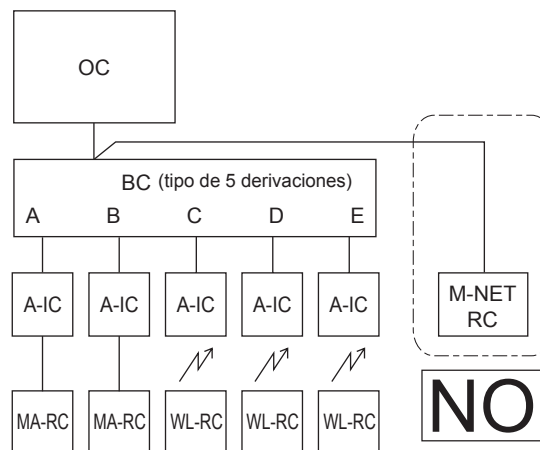 OC
BC (tipo de 5 derivaciones)
A B C D E
A-IC A-IC A-IC A-IC A-IC
M-NET
RC
MA-RC MA-RC WL-RC WL-RC WL-RC
NO